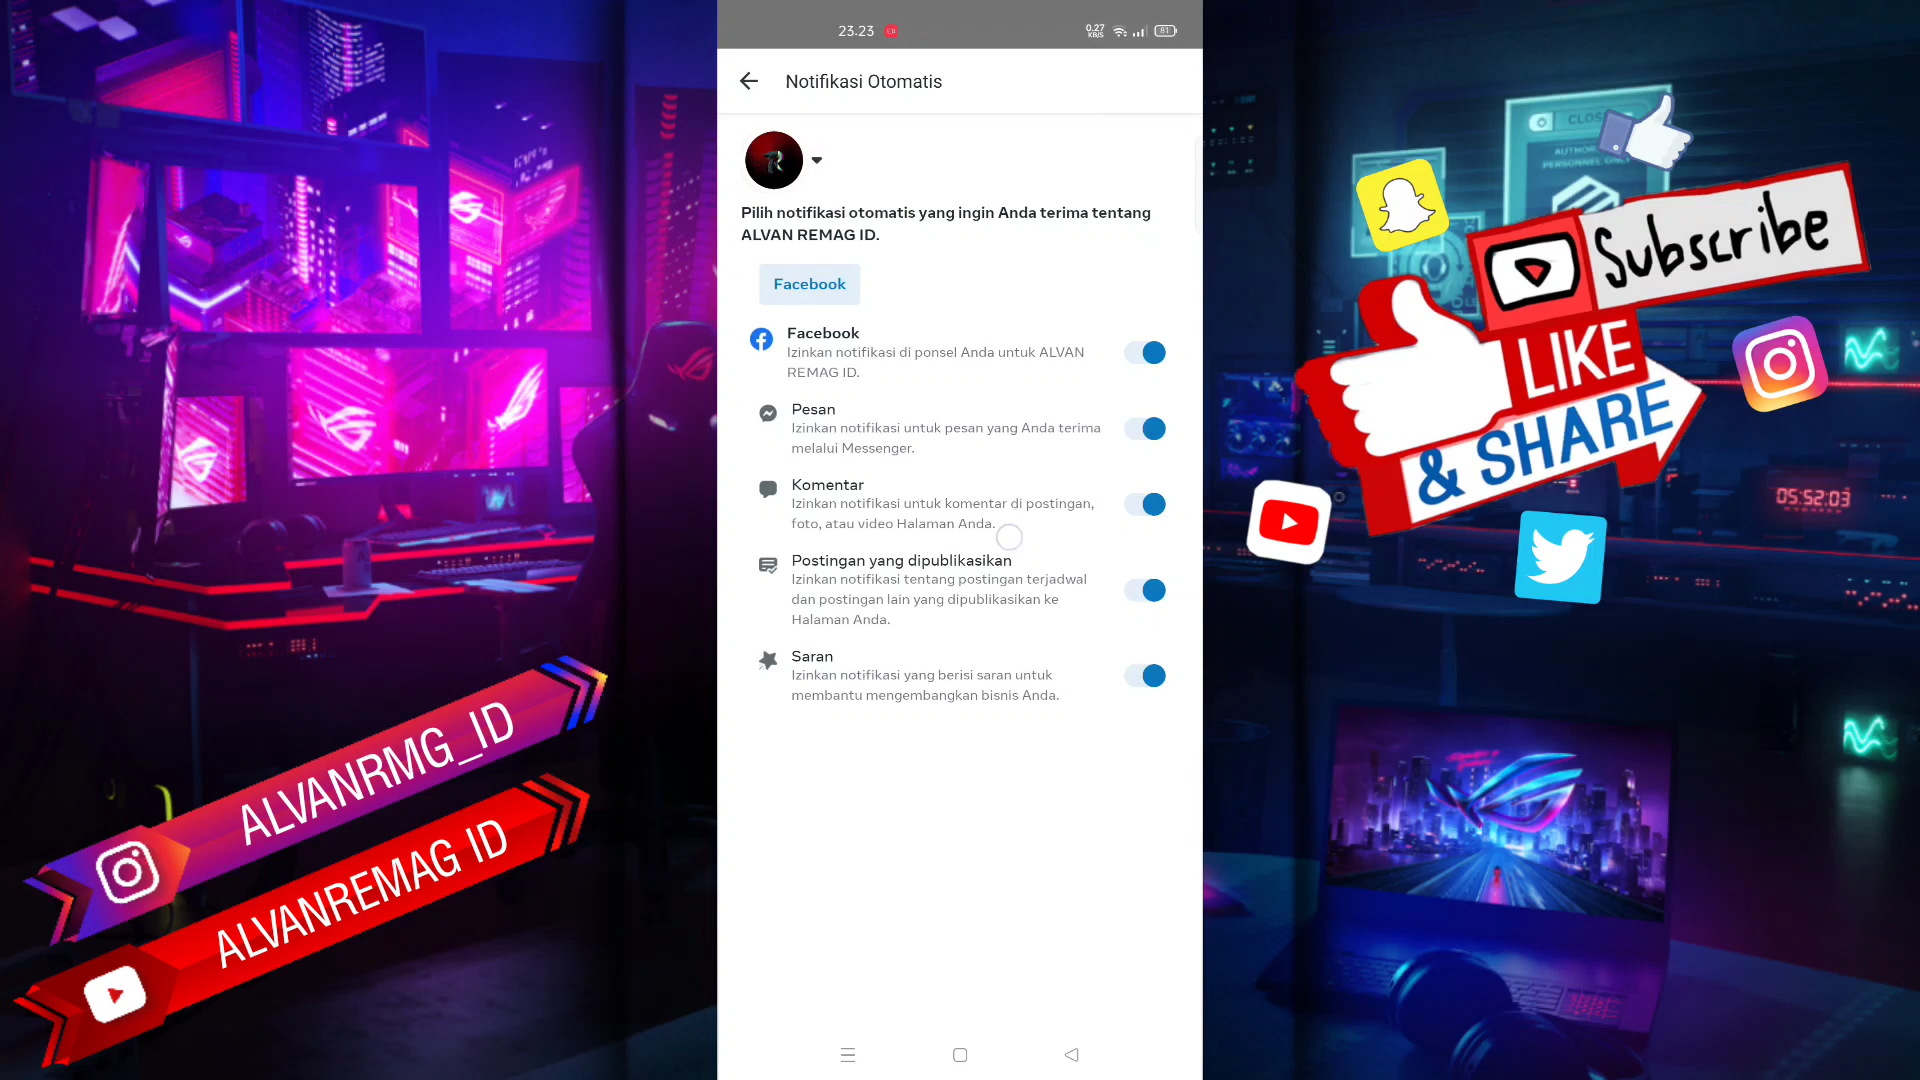 23.23
0.27
KB/S
81
Notifikasi Otomatis
Pilih notifikasi otomatis yang ingin Anda terima tentang
ALVAN REMAG ID.
Facebook
Facebook
Izinkan notifikasi di ponsel Anda untuk ALVAN
REMAG ID.
Pesan
Izinkan notifikasi untuk pesan yang Anda terima
melalui Messenger.
Komentar
Izinkan notifikasi untuk komentar di postingan,
foto, atau video Halaman Anda.
Postingan yang dipublikasikan
Izinkan notifikasi tentang postingan terjadwal
dan postingan lain yang dipublikasikan ke
Halaman Anda.
Saran
Izinkan notifikasi yang berisi saran untuk
membantu mengembangkan bisnis Anda.
ALVANRMG_ID
ALVANREMAG ID
Subscribe
LIKE
& SHARE
05:52:03